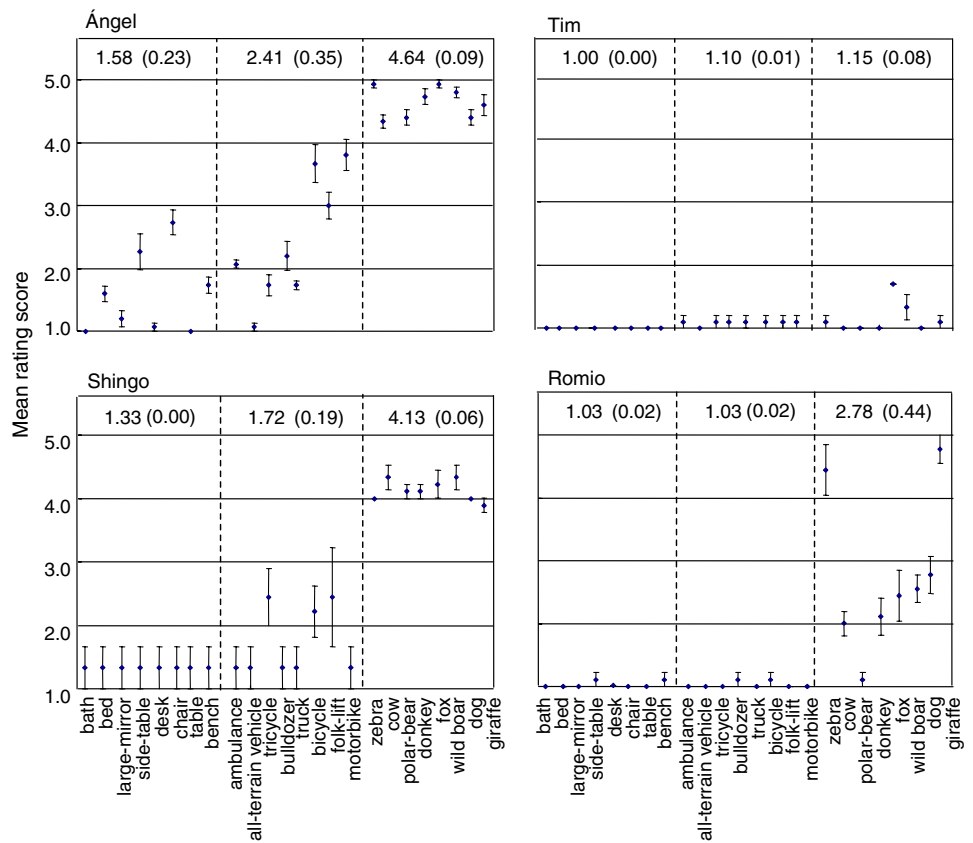 Ángel
1.58 (0.23) 2.41 (0.35) 4.64 (0.09)
5.0
4.0
3.0
2.0
1.0
Tim
1.00 (0.00) 1.10 (0.01) 1.15 (0.08)
Mean rating score
Shingo
1.33 (0.00) 1.72 (0.19) 4.13 (0.06)
5.0
4.0
3.0
2.0
1.0
bath
bed
large-mirror
side-table
desk
chair
table
bench
ambulance
all-terrain vehicle
tricycle
bulldozer
truck
bicycle
folk-lift
motorbike
zebra
cow
polar-bear
donkey
fox
wild boar
dog
giraffe
Romio
1.03 (0.02) 1.03 (0.02) 2.78 (0.44)
bath
bed
large-mirror
side-table
desk
chair
table
bench
ambulance
all-terrain vehicle
tricycle
bulldozer
truck
bicycle
folk-lift
motorbike
zebra
cow
polar-bear
donkey
fox
wild boar
dog
giraffe